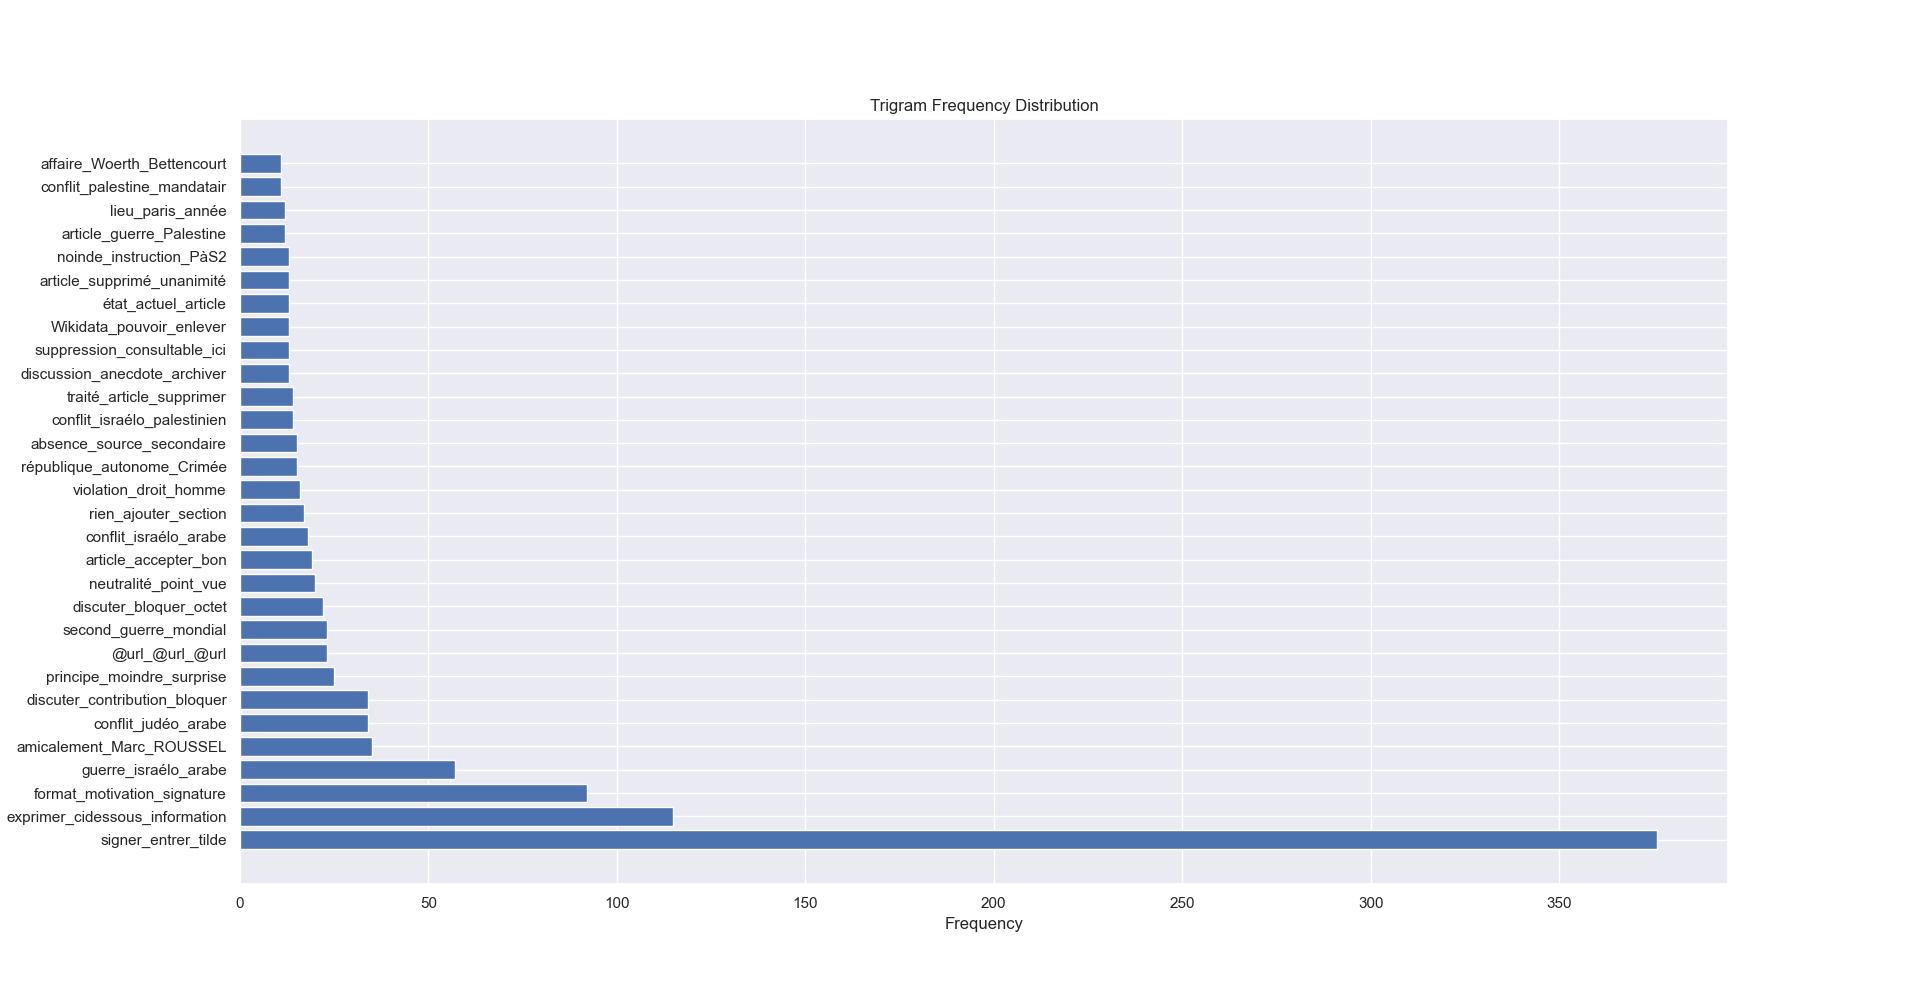 Trigram Frequency Distribution
affaire_Woerth_Bettencourt
conflit_palestine_mandatair
lieu_paris_année
article_guerre_Palestine
noinde_instruction_PàS2
article_supprimé_unanimité
état_actuel_article
Wikidata_pouvoir_enlever
suppression_consultable_ici
discussion_anecdote_archiver
traité_article_supprimer
conflit_israélo_palestinien
absence_source_secondaire
république_autonome_Crimée
violation_droit_homme
rien_ajouter_section
conflit_israélo_arabe
article_accepter_bon
neutralité_point_vue
discuter_bloquer_octet
second_guerre_mondial
@url_@url_@url
principe_moindre_surprise
discuter_contribution_bloquer
conflit_judéo_arabe
amicalement_Marc_ROUSSEL
guerre_israélo_arabe
format_motivation_signature
exprimer_cidessous_information
signer_entrer_tilde
0 50 100 150 200 250 300 350
Frequency